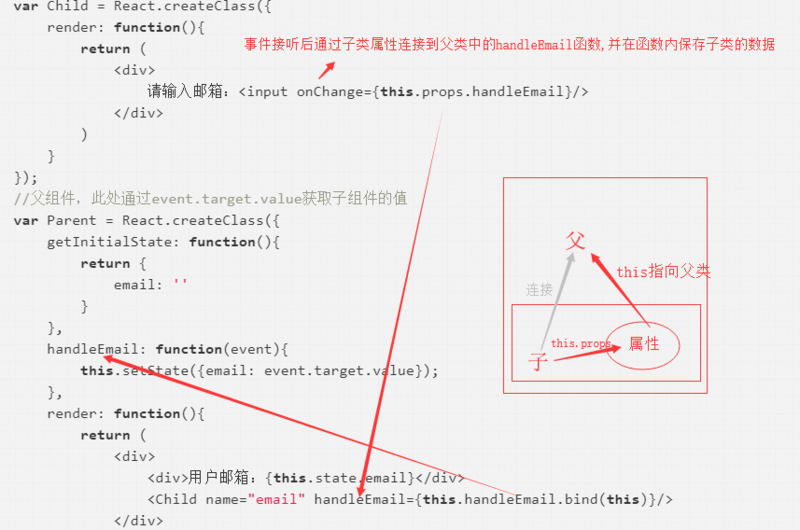 var Child = React.createClass({
render: function(){
事件接听后通过子类属性连接到父类中的handleEmail函数,并在函数内保存子类的数据
return (
<div>
请输入邮箱：<input onChange={this.props.handleEmail}/>
</div>
)
}
});
//父组件，此处通过event.target.value获取子组件的值
var Parent = React.createClass({
getInitialState: function(){
return {
email: ''
}
},
handleEmail: function(event){
this.setState({email: event.target.value});
},
render: function(){
return (
<div>
<div>用户邮箱：{this.state.email}</div>
<Child name="email" handleEmail={this.handleEmail.bind(this)}/>
</div>
父
this指向父类
连接
this.props
属性
子